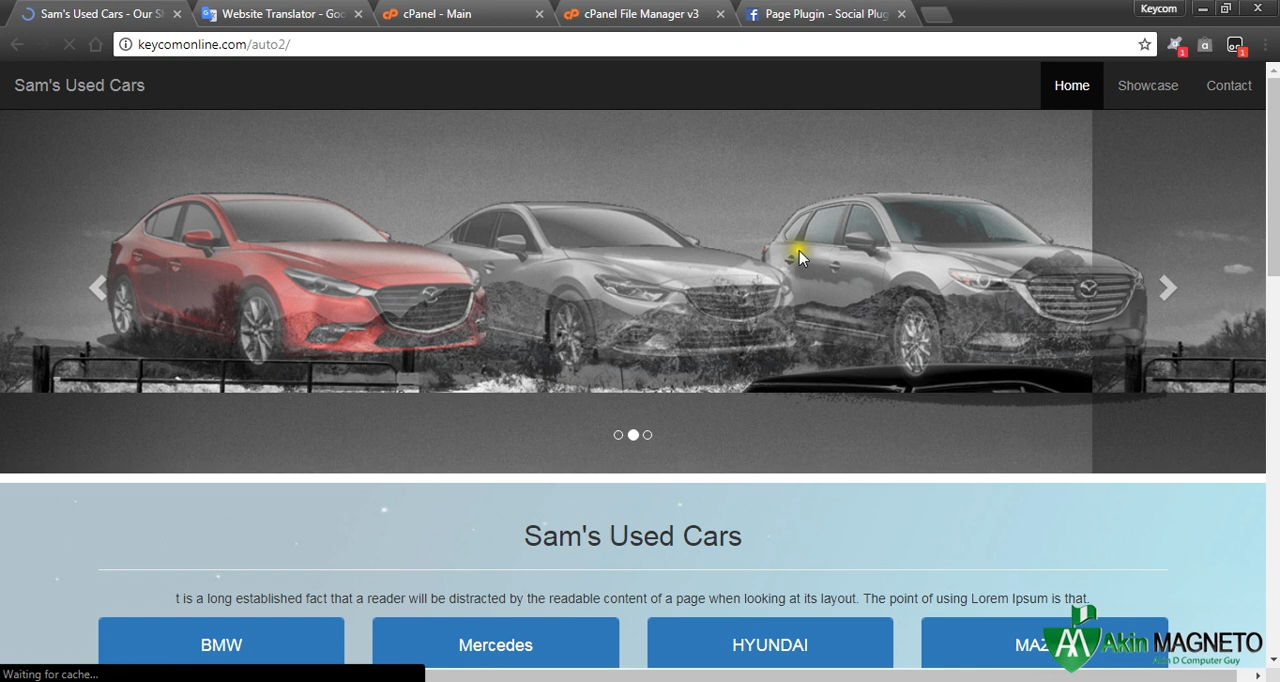 Sam's Used Cars - Our Sh
Website Translator - Goo
cPanel - Main
cPanel File Manager v3
Page Plugin - Social Plug
Keycom
keycomonline.com/auto2/
1
1
Sam's Used Cars
Home
Showcase
Contact
Sam's Used Cars
t is a long established fact that a reader will be distracted by the readable content of a page when looking at its layout. The point of using Lorem Ipsum is that.
BMW
Mercedes
HYUNDAI
MAZ
Akin MAGNETO
Waiting for cache...